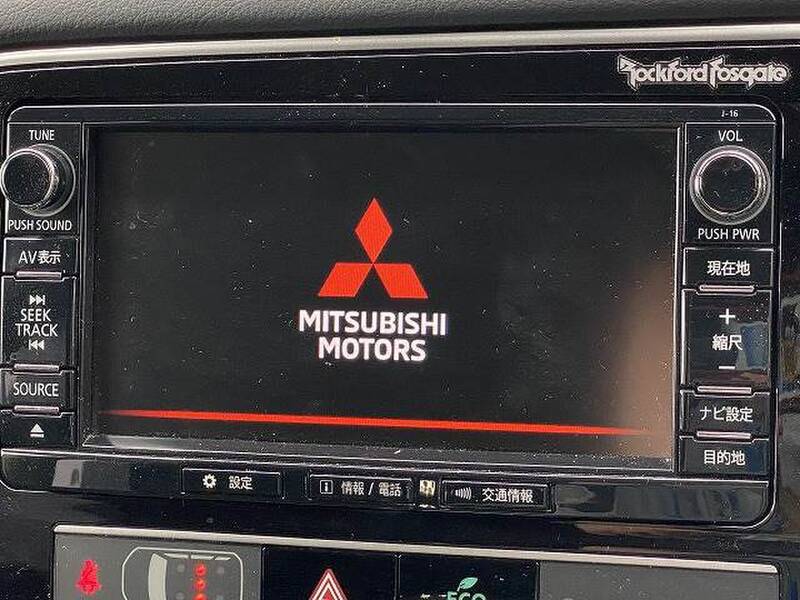 Rockford Fosgate
J-16
TUNE
PUSH SOUND
AV表示
SEEK
TRACK
SOURCE
MITSUBISHI
MOTORS
VOL
PUSH PWR
現在地
+
縮尺
-
ナビ設定
目的地
設定
i 情報 / 電話
交通情報
ECO